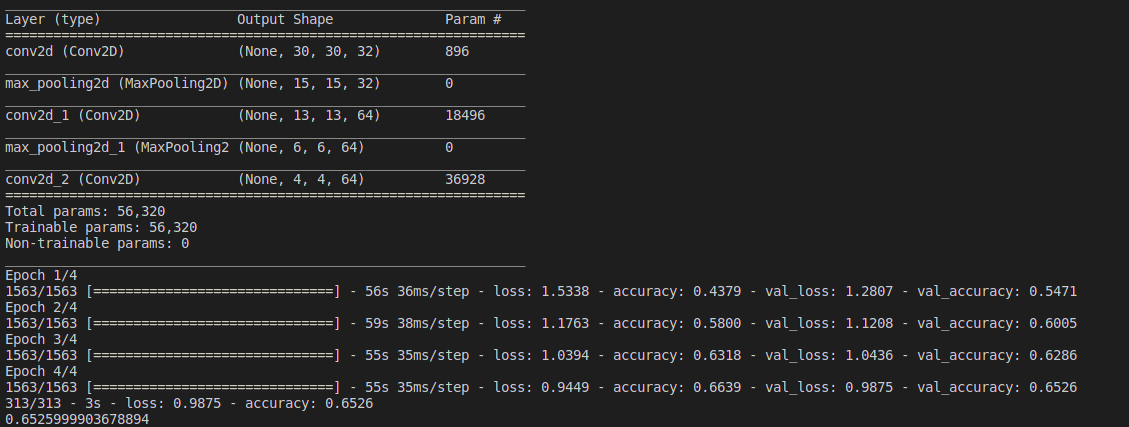 _________________________________________________________________
Layer (type)                 Output Shape              Param #
=================================================================
conv2d (Conv2D)              (None, 30, 30, 32)        896
_________________________________________________________________
max_pooling2d (MaxPooling2D) (None, 15, 15, 32)        0
_________________________________________________________________
conv2d_1 (Conv2D)            (None, 13, 13, 64)        18496
_________________________________________________________________
max_pooling2d_1 (MaxPooling2 (None, 6, 6, 64)          0
_________________________________________________________________
conv2d_2 (Conv2D)            (None, 4, 4, 64)          36928
=================================================================
Total params: 56,320
Trainable params: 56,320
Non-trainable params: 0
_________________________________________________________________
Epoch 1/4
1563/1563 [==============================] - 56s 36ms/step - loss: 1.5338 - accuracy: 0.4379 - val_loss: 1.2807 - val_accuracy: 0.5471
Epoch 2/4
1563/1563 [==============================] - 59s 38ms/step - loss: 1.1763 - accuracy: 0.5800 - val_loss: 1.1208 - val_accuracy: 0.6005
Epoch 3/4
1563/1563 [==============================] - 55s 35ms/step - loss: 1.0394 - accuracy: 0.6318 - val_loss: 1.0436 - val_accuracy: 0.6286
Epoch 4/4
1563/1563 [==============================] - 55s 35ms/step - loss: 0.9449 - accuracy: 0.6639 - val_loss: 0.9875 - val_accuracy: 0.6526
313/313 - 3s - loss: 0.9875 - accuracy: 0.6526
0.6525999903678894